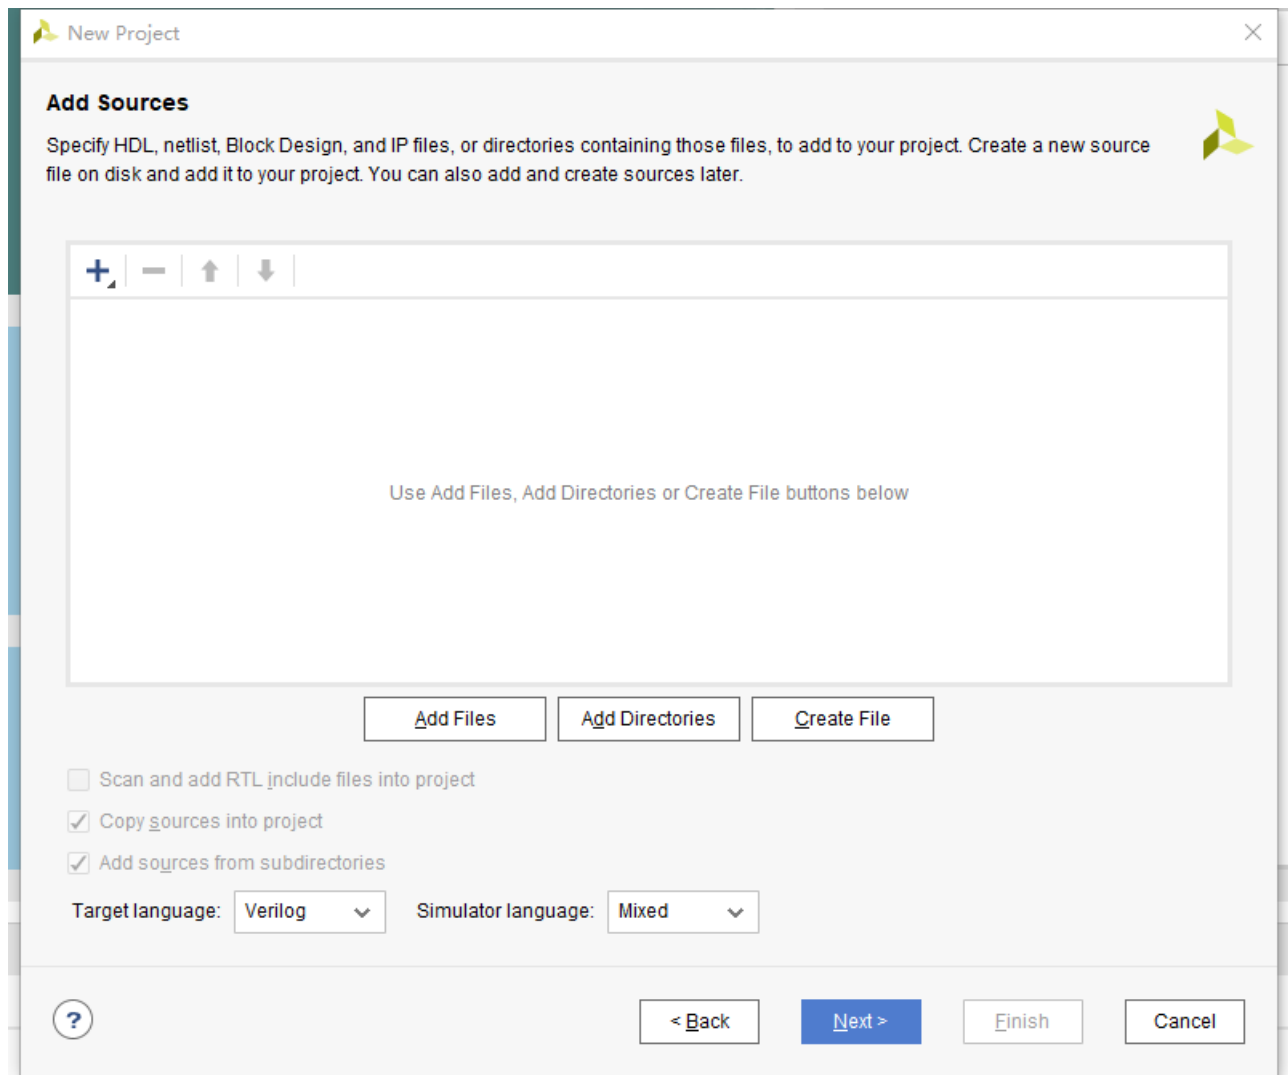 New Project
Add Sources
Specify HDL, netlist, Block Design, and IP files, or directories containing those files, to add to your project. Create a new source
file on disk and add it to your project. You can also add and create sources later.
Use Add Files, Add Directories or Create File buttons below
Add Files Add Directories Create File
Scan and add RTL include files into project
Copy sources into project
Add sources from subdirectories
Target language: Verilog Simulator language: Mixed
? < Back Next > Finish Cancel